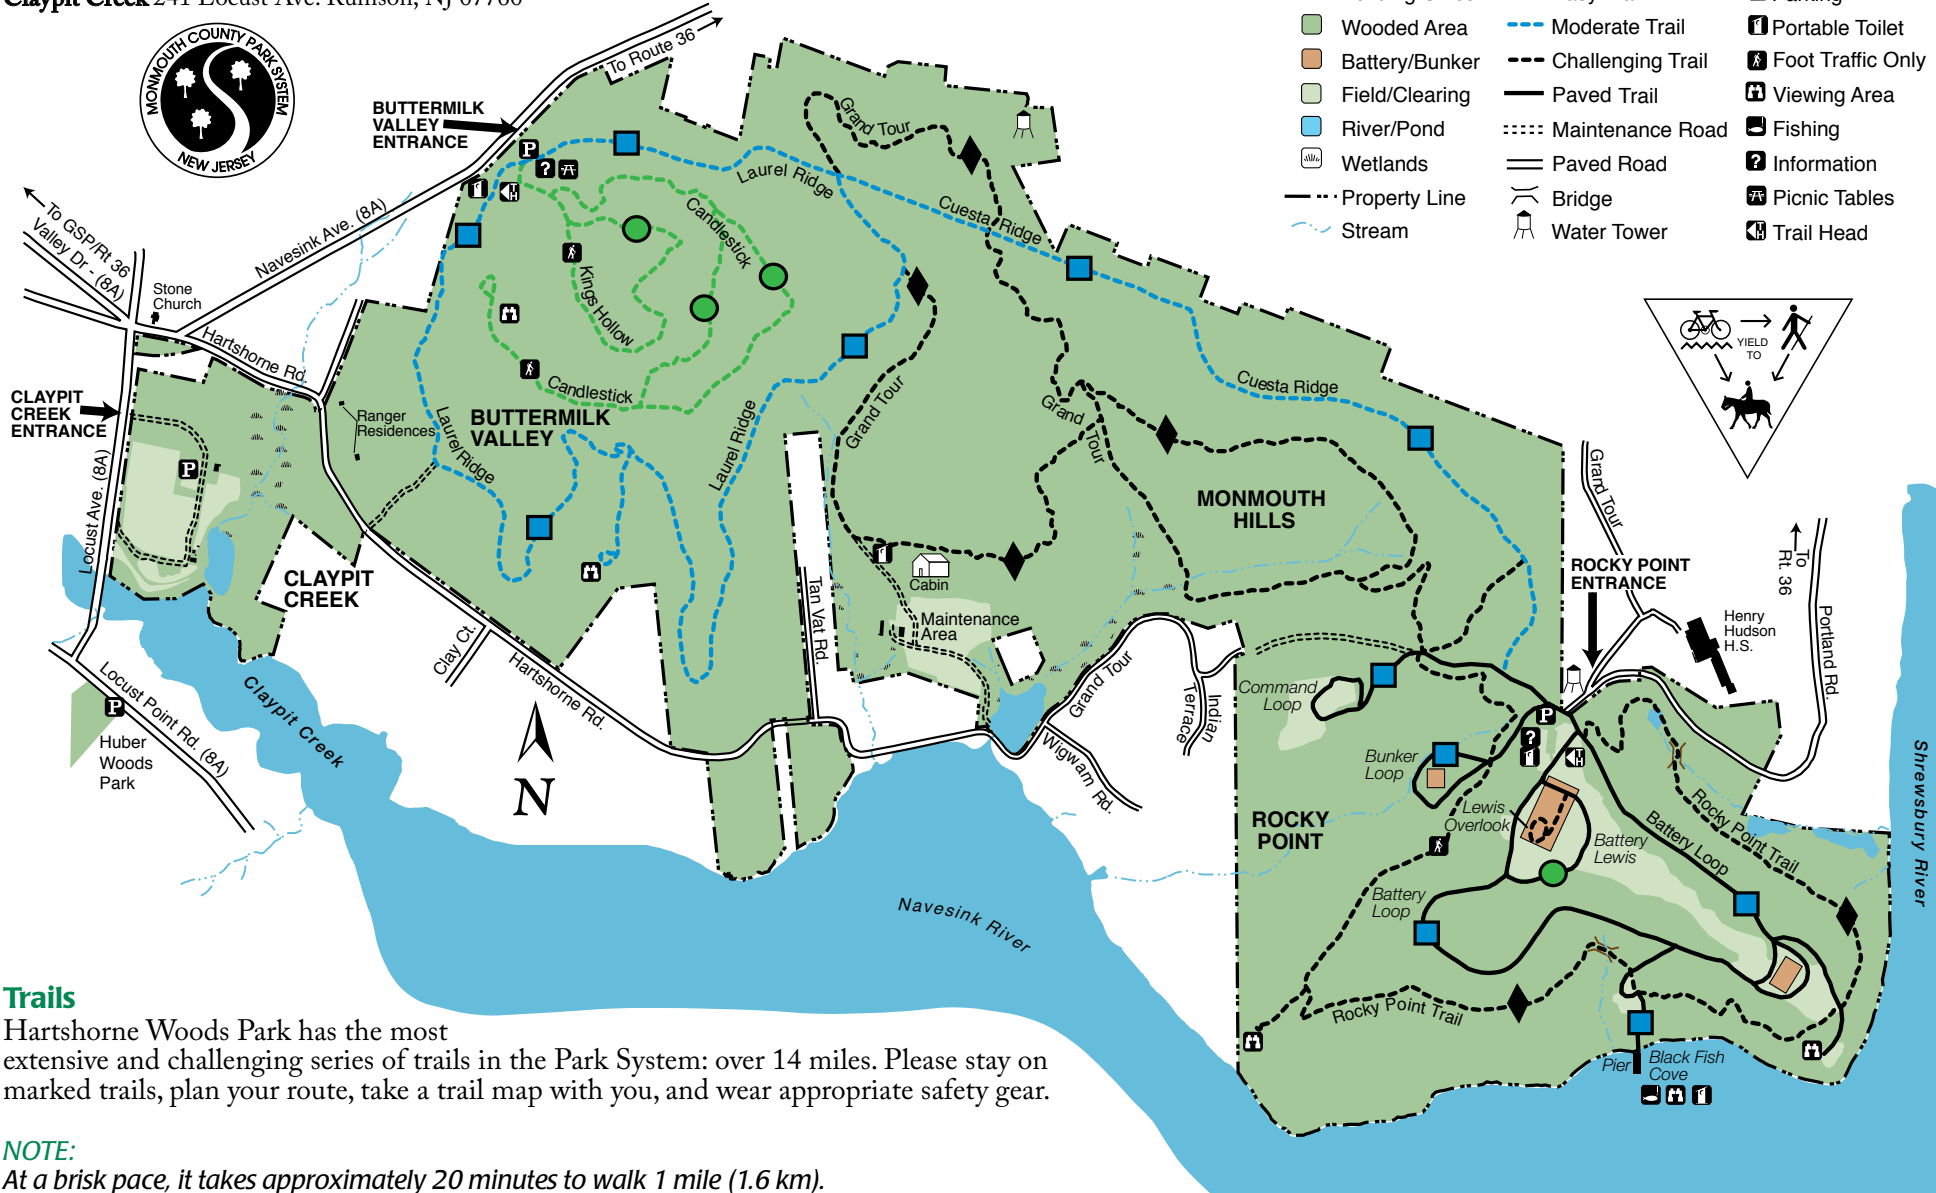 Claypit Creek 241 Locust Ave. Rumson, NJ 07760
MONMOUTH COUNTY PARK SYSTEM
NEW JERSEY
To Route 36
BUTTERMILK
VALLEY
ENTRANCE
Wooded Area
Battery/Bunker
Field/Clearing
River/Pond
Wetlands
Property Line
Stream
Moderate Trail
Challenging Trail
Paved Trail
Maintenance Road
Paved Road
Bridge
Water Tower
Parking
Portable Toilet
Foot Traffic Only
Viewing Area
Fishing
Information
Picnic Tables
Trail Head
YIELD
TO
To GSP/Rt 36
Valley Dr - (8A)
Navesink Ave. (8A)
Stone
Church
Hartshorne Rd.
CLAYPIT
CREEK
ENTRANCE
Locust Ave. (8A)
Ranger
Residences
P
P
?
Grand Tour
Laurel Ridge
Cuesta Ridge
Candlestick
Kings Hollow
Candlestick
BUTTERMILK
VALLEY
Laurel Ridge
Laurel Ridge
Grand Tour
Grand Tour
Cuesta Ridge
MONMOUTH
HILLS
Grand Tour
To
Rt. 36
ROCKY POINT
ENTRANCE
Henry
Hudson
H.S.
Portland Rd.
CLAYPIT
CREEK
Cabin
Maintenance
Area
Tan Vat Rd.
Clay Ct.
Hartshorne Rd.
Grand Tour
Indian
Terrace
Wigwam Rd.
Claypit Creek
Locust Point Rd. (8A)
P
Huber
Woods
Park
N
Command
Loop
Bunker
Loop
P
?
Lewis
Overlook
Battery
Lewis
Battery Loop
Rocky Point Trail
ROCKY
POINT
Battery
Loop
Rocky Point Trail
Navesink River
Shrewsbury River
Pier
Black Fish
Cove
Trails
Hartshorne Woods Park has the most
extensive and challenging series of trails in the Park System: over 14 miles. Please stay on
marked trails, plan your route, take a trail map with you, and wear appropriate safety gear.
NOTE:
At a brisk pace, it takes approximately 20 minutes to walk 1 mile (1.6 km).